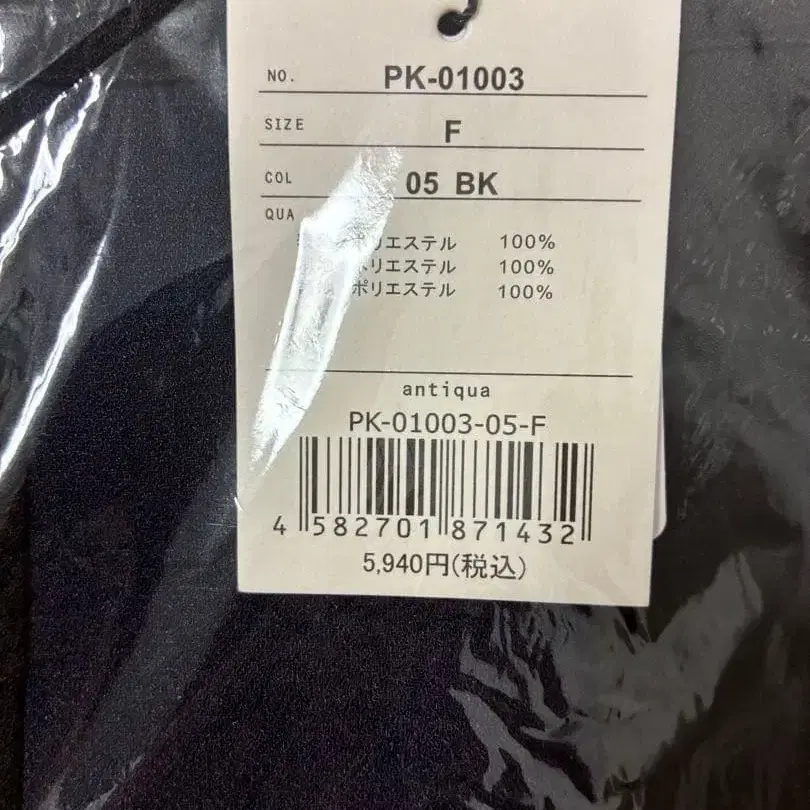 NO. PK-01003
SIZE F
COL 05 BK
QUA
ポリエステル 100%
ポリエステル 100%
ポリエステル 100%
antiqua
PK-01003-05-F
4 582701 871432
5,940円(税込)